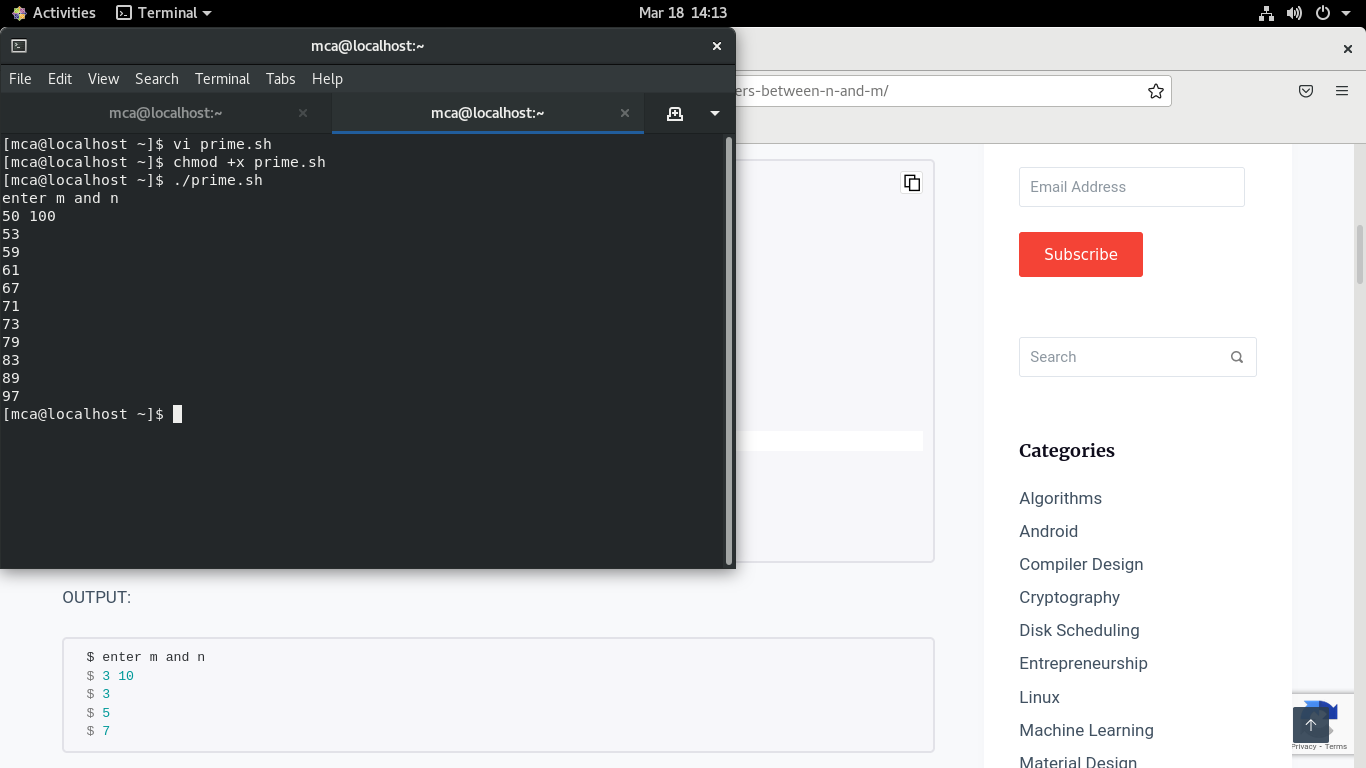 Activities Terminal Mar 18 14:13
mca@localhost:~
File Edit View Search Terminal Tabs Help
mca@localhost:~ mca@localhost:~
[mca@localhost ~]$ vi prime.sh
[mca@localhost ~]$ chmod +x prime.sh
[mca@localhost ~]$ ./prime.sh
enter m and n
50 100
53
59
61
67
71
73
79
83
89
97
[mca@localhost ~]$
ers-between-n-and-m/
OUTPUT:
$ enter m and n
$ 3 10
$ 3
$ 5
$ 7
Email Address
Subscribe
Search
Categories
Algorithms
Android
Compiler Design
Cryptography
Disk Scheduling
Entrepreneurship
Linux
Machine Learning
Material Design
Privacy - Terms